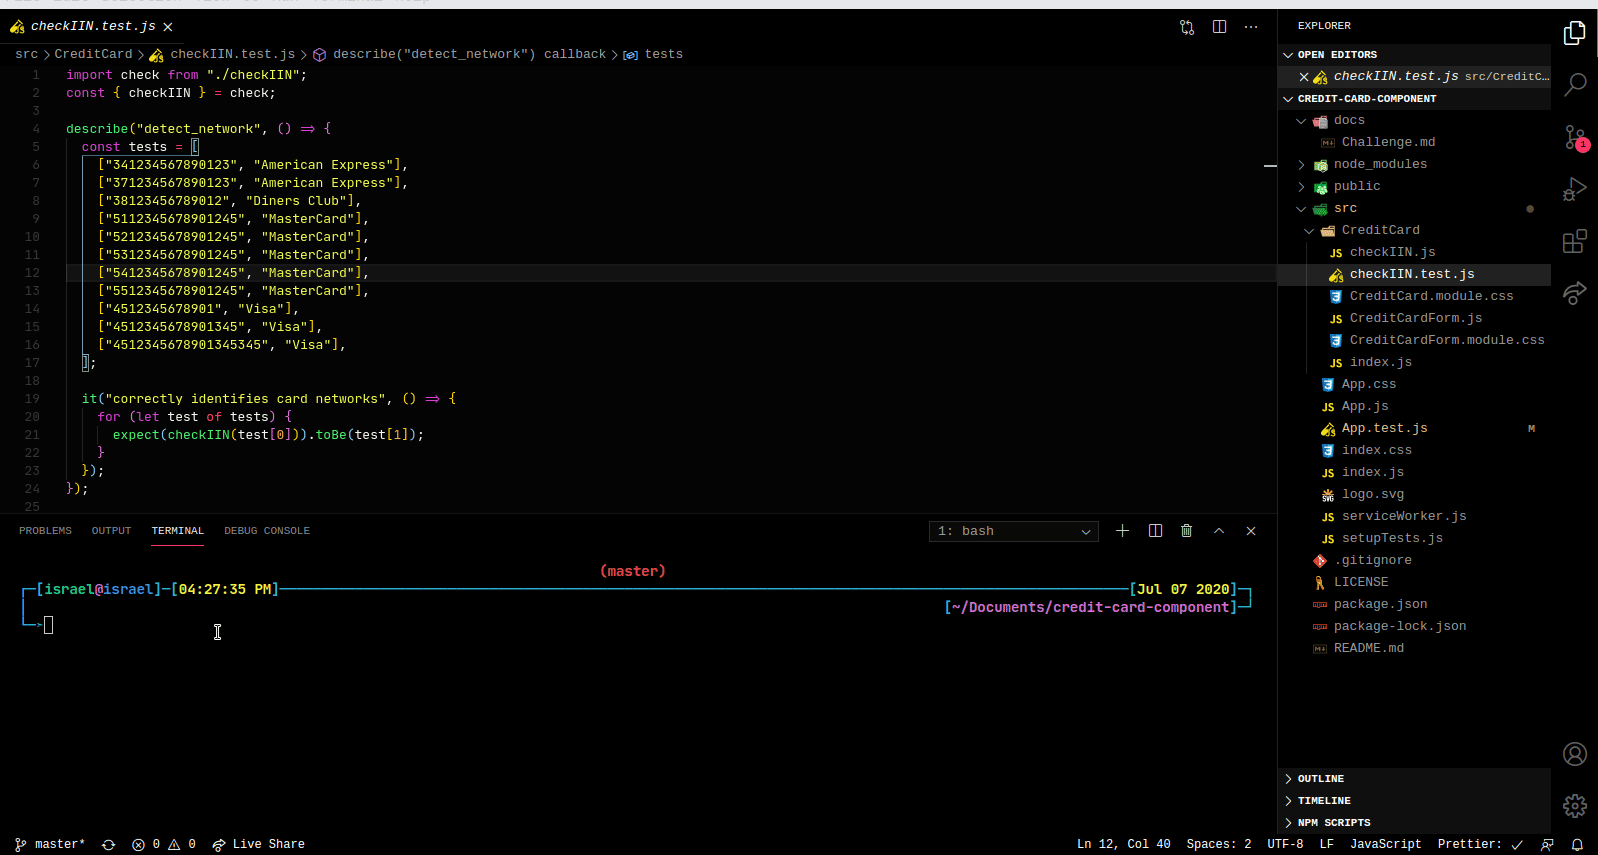 checkIIN.test.js
src > CreditCard > checkIIN.test.js > describe("detect_network") callback > tests
1 import check from "./checkIIN";
2 const { checkIIN } = check;
3
4 describe("detect_network", () => {
5 const tests = [
6 ["341234567890123", "American Express"],
7 ["371234567890123", "American Express"],
8 ["38123456789012", "Diners Club"],
9 ["5112345678901245", "MasterCard"],
10 ["5212345678901245", "MasterCard"],
11 ["5312345678901245", "MasterCard"],
12 ["5412345678901245", "MasterCard"],
13 ["5512345678901245", "MasterCard"],
14 ["4512345678901", "Visa"],
15 ["4512345678901345", "Visa"],
16 ["4512345678901345345", "Visa"],
17 ];
18
19 it("correctly identifies card networks", () => {
20 for (let test of tests) {
21 expect(checkIIN(test[0])).toBe(test[1]);
22 }
23 });
24 });
25
PROBLEMS OUTPUT TERMINAL DEBUG CONSOLE 1: bash
(master)
[israel@israel]-[04:27:35 PM] [Jul 07 2020]
[~/Documents/credit-card-component]
EXPLORER
OPEN EDITORS
checkIIN.test.js src/CreditC...
CREDIT-CARD-COMPONENT
docs
Challenge.md
node_modules
public
src
CreditCard
JS checkIIN.js
checkIIN.test.js
CreditCard.module.css
JS CreditCardForm.js
CreditCardForm.module.css
JS index.js
App.css
JS App.js
App.test.js M
index.css
JS index.js
logo.svg
JS serviceWorker.js
JS setupTests.js
.gitignore
LICENSE
package.json
package-lock.json
README.md
OUTLINE
TIMELINE
NPM SCRIPTS
1
master* 0 0 Live Share Ln 12, Col 40 Spaces: 2 UTF-8 LF JavaScript Prettier: ✓